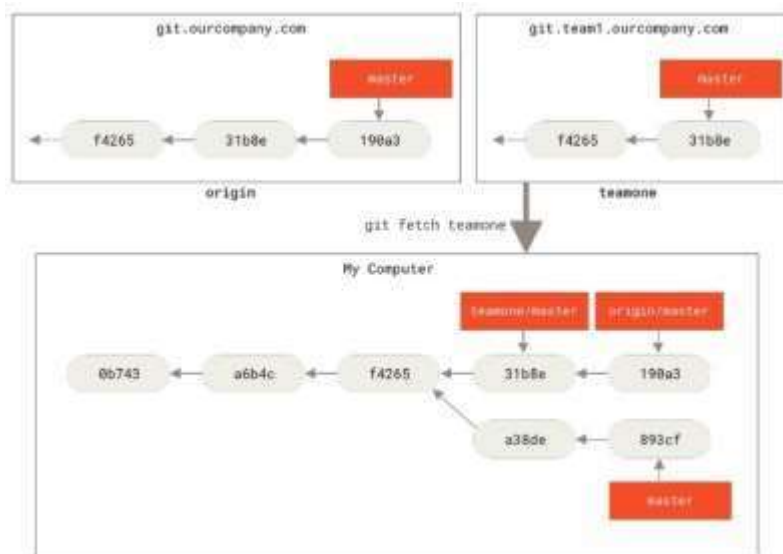 git.ourcompany.com
master
f4265 31b8e 190a3
origin
git.team1.ourcompany.com
master
f4265 31b8e
teamone
git fetch teamone
My Computer
teamone/master origin/master
0b743 a6b4c f4265 31b8e 190a3
a38de 893cf
master